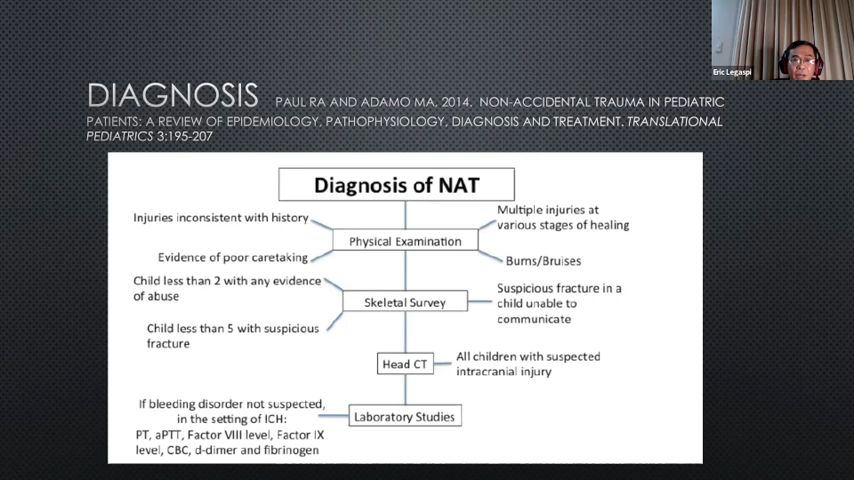 Eric Legaspi
DIAGNOSIS PAUL RA AND ADAMO MA, 2014. NON-ACCIDENTAL TRAUMA IN PEDIATRIC
PATIENTS: A REVIEW OF EPIDEMIOLOGY, PATHOPHYSIOLOGY, DIAGNOSIS AND TREATMENT. TRANSLATIONAL
PEDIATRICS 3:195-207
Diagnosis of NAT
Injuries inconsistent with history
Multiple injuries at
various stages of healing
Physical Examination
Evidence of poor caretaking
Burns/Bruises
Child less than 2 with any evidence
of abuse
Suspicious fracture in a
child unable to
communicate
Skeletal Survey
Child less than 5 with suspicious
fracture
Head CT
All children with suspected
intracranial injury
If bleeding disorder not suspected,
in the setting of ICH:
PT, aPTT, Factor VIII level, Factor IX
level, CBC, d-dimer and fibrinogen
Laboratory Studies